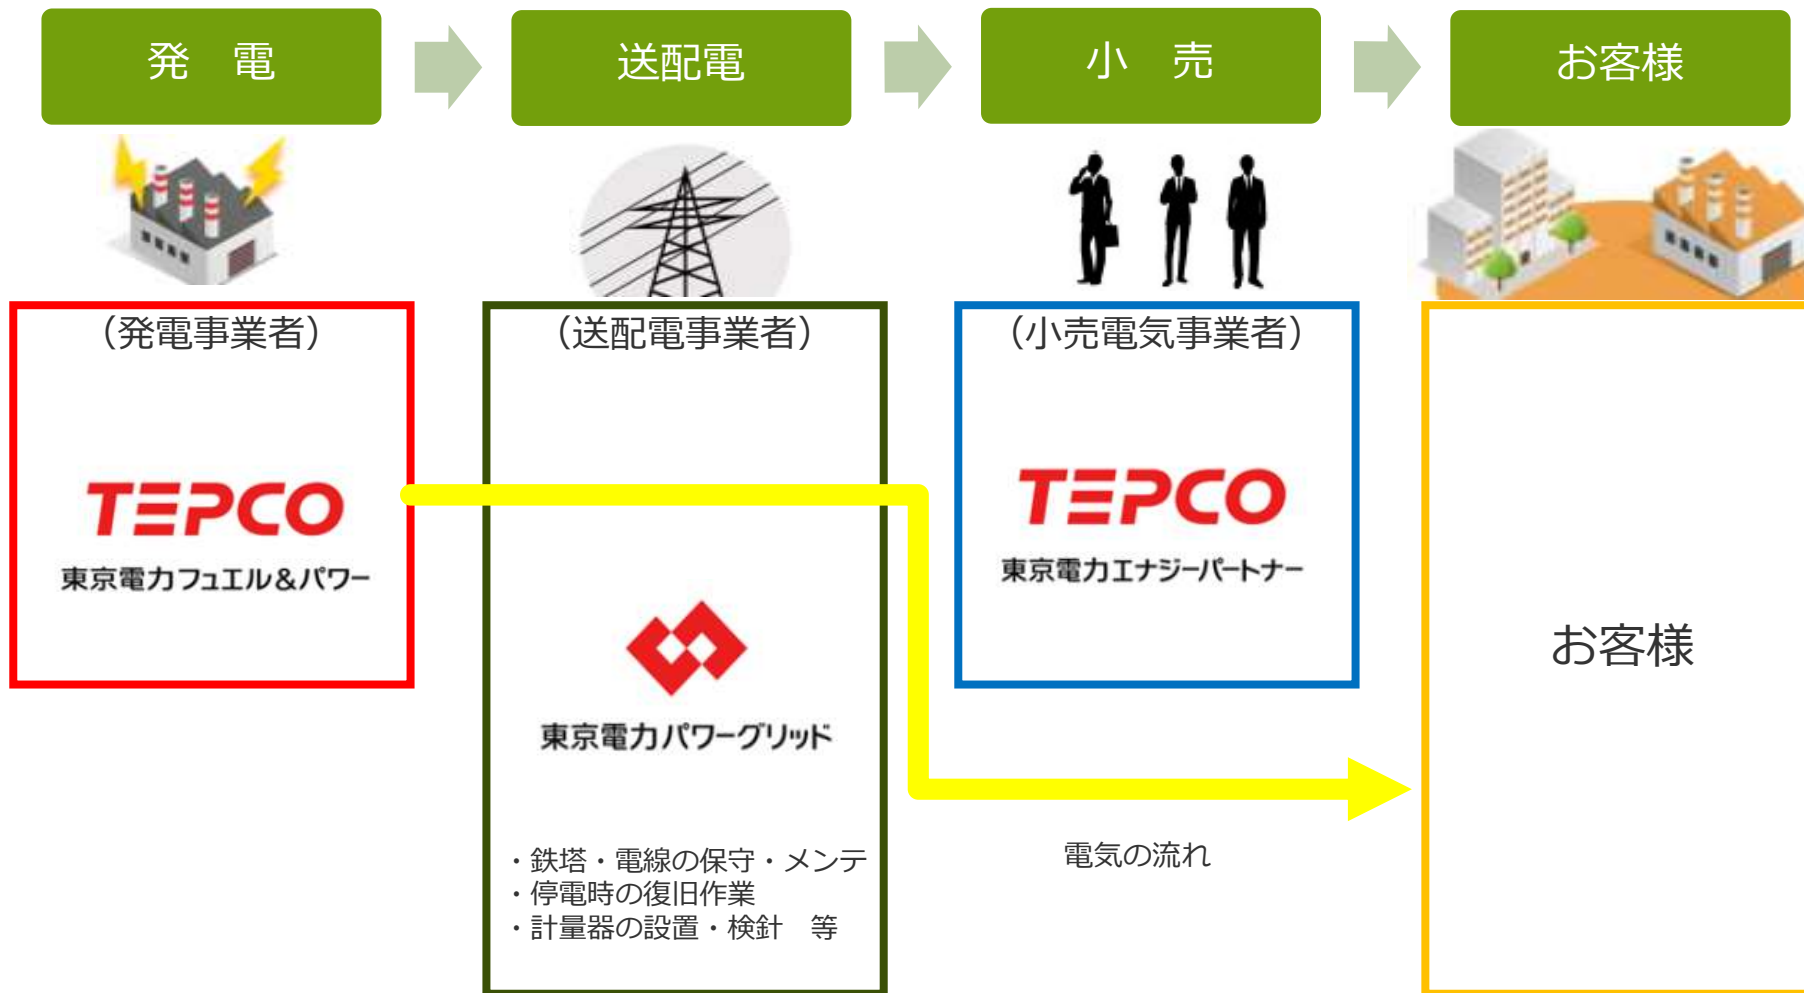 発　電
送配電
小　売
お客様
（発電事業者）
TEPCO
東京電力フュエル＆パワー
（送配電事業者）
東京電力パワーグリッド
・鉄塔・電線の保守・メンテ
・停電時の復旧作業
・計量器の設置・検針　等
（小売電気事業者）
TEPCO
東京電力エナジーパートナー
電気の流れ
お客様